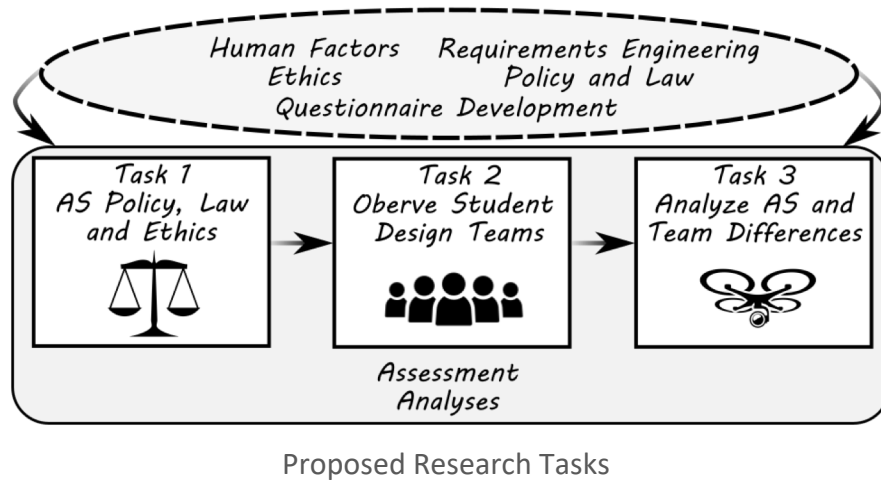 Human Factors Requirements Engineering
Ethics Policy and Law
Questionnaire Development
Task 1
AS Policy, Law
and Ethics
Task 2
Oberve Student
Design Teams
Task 3
Analyze AS and
Team Differences
Assessment
Analyses
Proposed Research Tasks